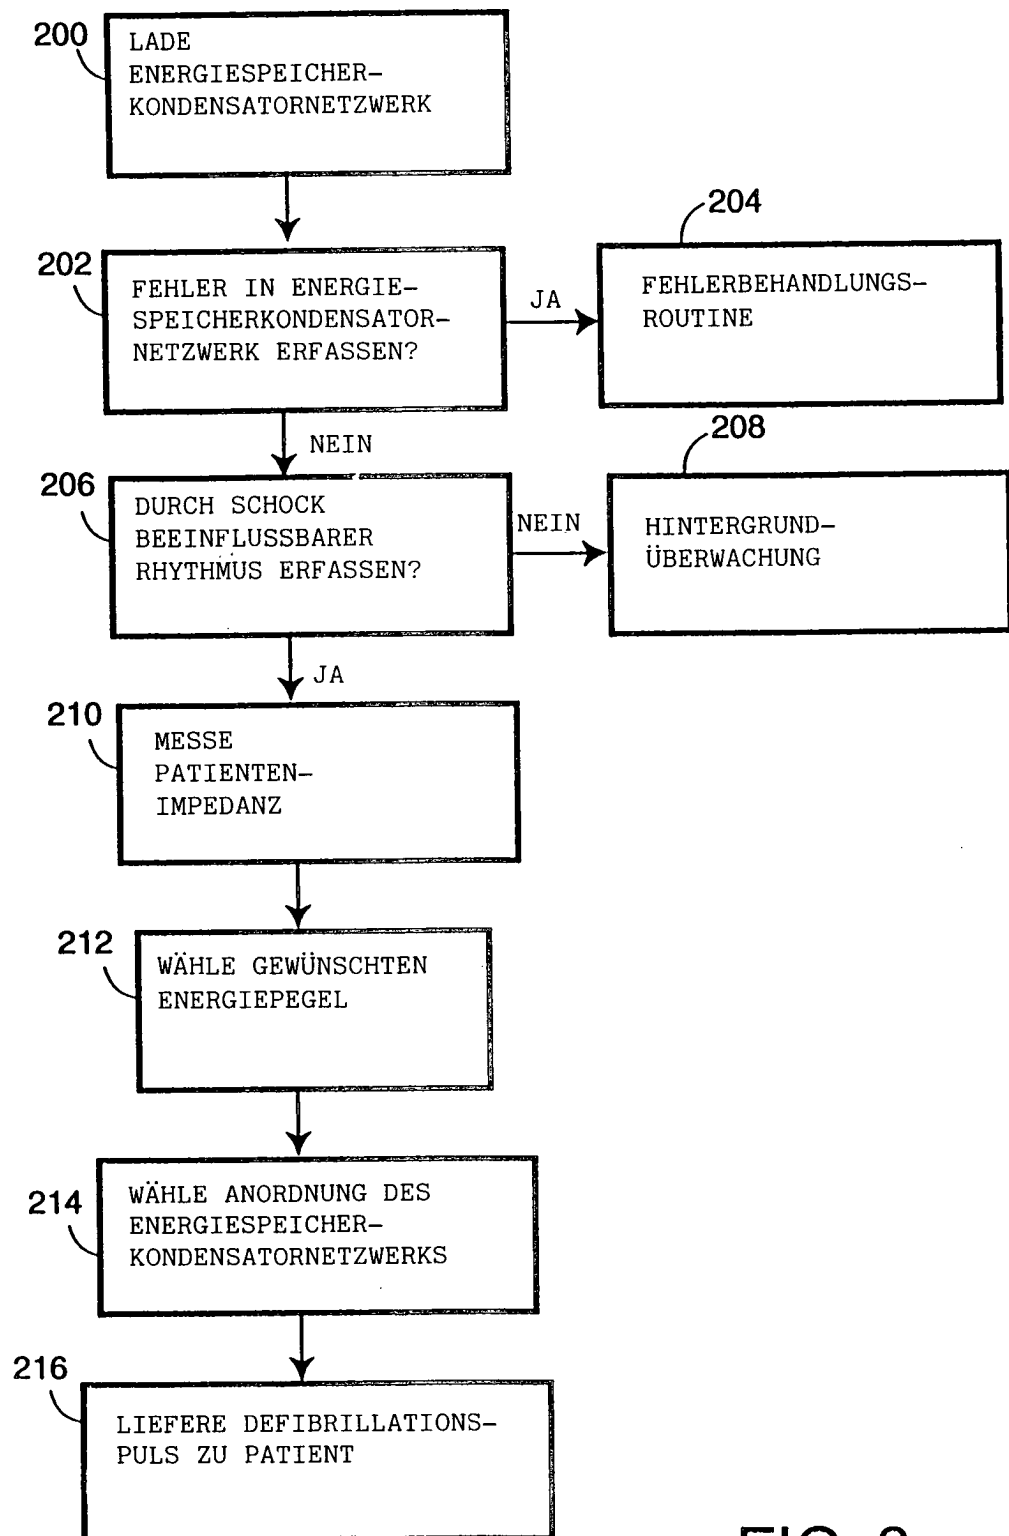 200
LADE
ENERGIESPEICHER-
KONDENSATORNETZWERK
202
FEHLER IN ENERGIE-
SPEICHERKONDENSATOR-
NETZWERK ERFASSEN?
JA
204
FEHLERBEHANDLUNGS-
ROUTINE
NEIN
206
DURCH SCHOCK
BEEINFLUSSBARER
RHYTHMUS ERFASSEN?
NEIN
208
HINTERGRUND-
ÜBERWACHUNG
JA
210
MESSE
PATIENTEN-
IMPEDANZ
212
WÄHLE GEWÜNSCHTEN
ENERGIEPEGEL
214
WÄHLE ANORDNUNG DES
ENERGIESPEICHER-
KONDENSATORNETZWERKS
216
LIEFERE DEFIBRILLATIONS-
PULS ZU PATIENT
FIG.